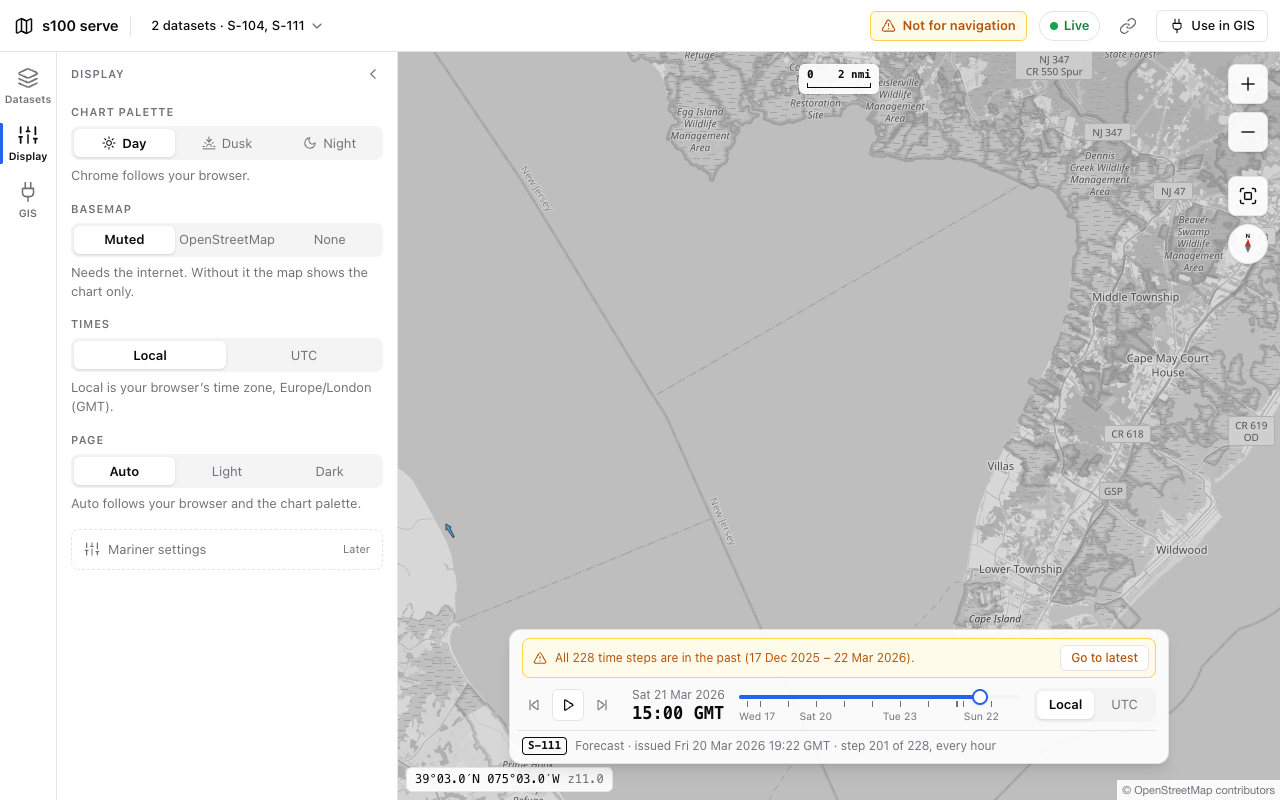 s100 serve
2 datasets · S-104, S-111
Not for navigation
Live
Use in GIS
Datasets
Display
GIS
DISPLAY
CHART PALETTE
Day
Dusk
Night
Chrome follows your browser.
BASEMAP
Muted
OpenStreetMap
None
Needs the internet. Without it the map shows the
chart only.
TIMES
Local
UTC
Local is your browser's time zone, Europe/London
(GMT).
PAGE
Auto
Light
Dark
Auto follows your browser and the chart palette.
Mariner settings
Later
Refuge
Egg Island
Wildlife
Management
Area
0 2 nmi
Restoration
Site
Wildlife
Management
Area
State Forest
NJ 347
CR 550 Spur
NJ 347
Dennis
Creek Wildlife
Management
Area
NJ 47
Beaver
Swamp
Wildlife
Management
Area
N
New Jersey
Middle Township
Cape May Court
House
CR 618
CR 619
OD
Villas
GSP
New Jersey
Wildwood
Lower Township
Cape Island
All 228 time steps are in the past (17 Dec 2025 – 22 Mar 2026).
Go to latest
Sat 21 Mar 2026
15:00 GMT
Wed 17
Sat 20
Tue 23
Sun 22
Local
UTC
S-111
Forecast · issued Fri 20 Mar 2026 19:22 GMT · step 201 of 228, every hour
39°03.0′N 075°03.0′W z11.0
Refuge
© OpenStreetMap contributors